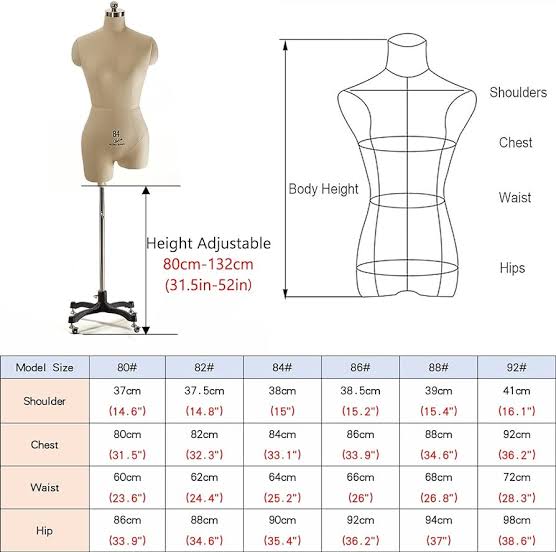 84
Height Adjustable
80cm-132cm
(31.5in-52in)
Body Height
Shoulders
Chest
Waist
Hips
Model Size 80# 82# 84# 86# 88# 92#
Shoulder 37cm 37.5cm 38cm 38.5cm 39cm 41cm
(14.6") (14.8") (15") (15.2") (15.4") (16.1")
Chest 80cm 82cm 84cm 86cm 88cm 92cm
(31.5") (32.3") (33.1") (33.9") (34.6") (36.2")
Waist 60cm 62cm 64cm 66cm 68cm 72cm
(23.6") (24.4") (25.2") (26") (26.8") (28.3")
Hip 86cm 88cm 90cm 92cm 94cm 98cm
(33.9") (34.6") (35.4") (36.2") (37") (38.6")